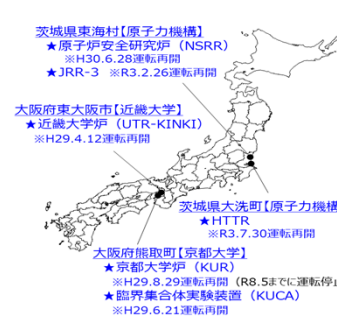 茨城県東海村【原子力機構】
★原子炉安全研究炉（NSRR）
※H30.6.28運転再開
★JRR-3 ※R3.2.26運転再開
大阪府東大阪市【近畿大学】
★近畿大学炉（UTR-KINKI）
※H29.4.12運転再開
茨城県大洗町【原子力機構
★HTTR
※R3.7.30運転再開
大阪府熊取町【京都大学】
★京都大学炉（KUR）
※H29.8.29運転再開（R8.5までに運転停止
★臨界集合体実験装置（KUCA）
※H29.6.21運転再開